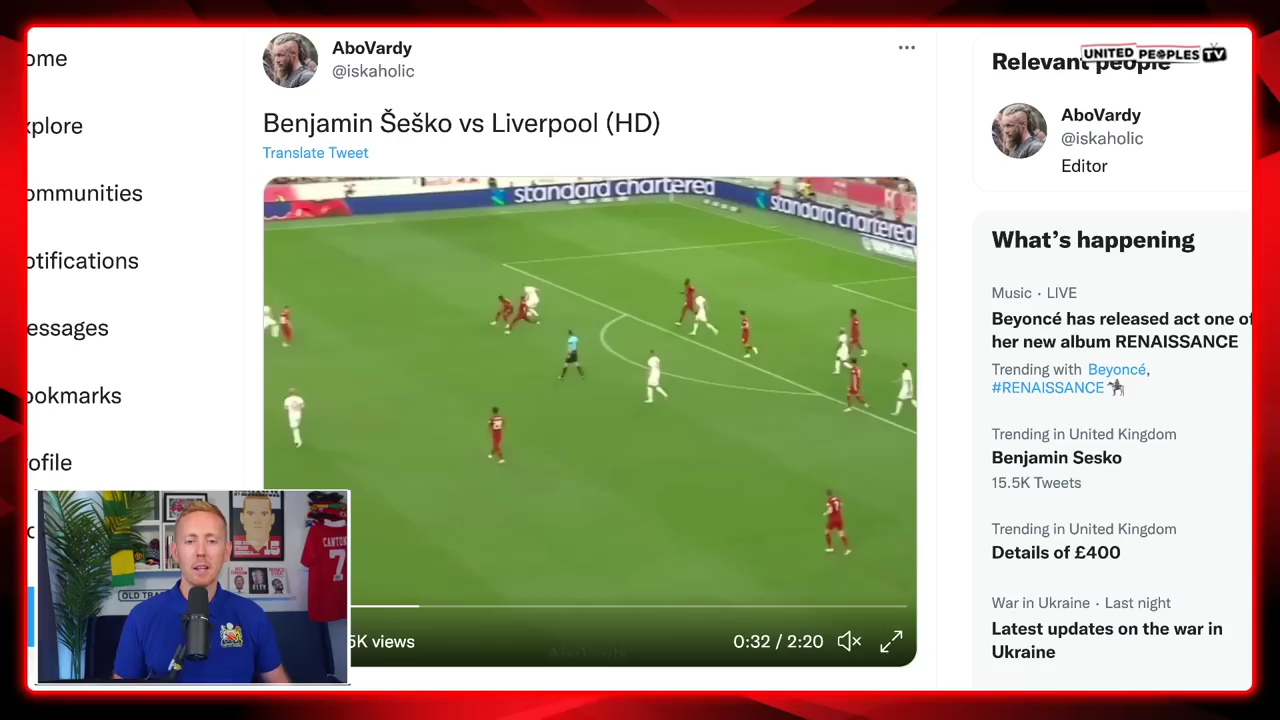 ome
xplore
ommunities
otifications
essages
ookmarks
ofile
AboVardy
@iskaholic
Benjamin Šeško vs Liverpool (HD)
Translate Tweet
standard chartered
standard chartered
5K views
0:32 / 2:20
OLD TRA
CANTONA
7
UNITED PEOPLES TV
Relevant people
AboVardy
@iskaholic
Editor
What's happening
Music · LIVE
Beyoncé has released act one of
her new album RENAISSANCE
Trending with Beyoncé,
#RENAISSANCE
Trending in United Kingdom
Benjamin Sesko
15.5K Tweets
Trending in United Kingdom
Details of £400
War in Ukraine · Last night
Latest updates on the war in
Ukraine